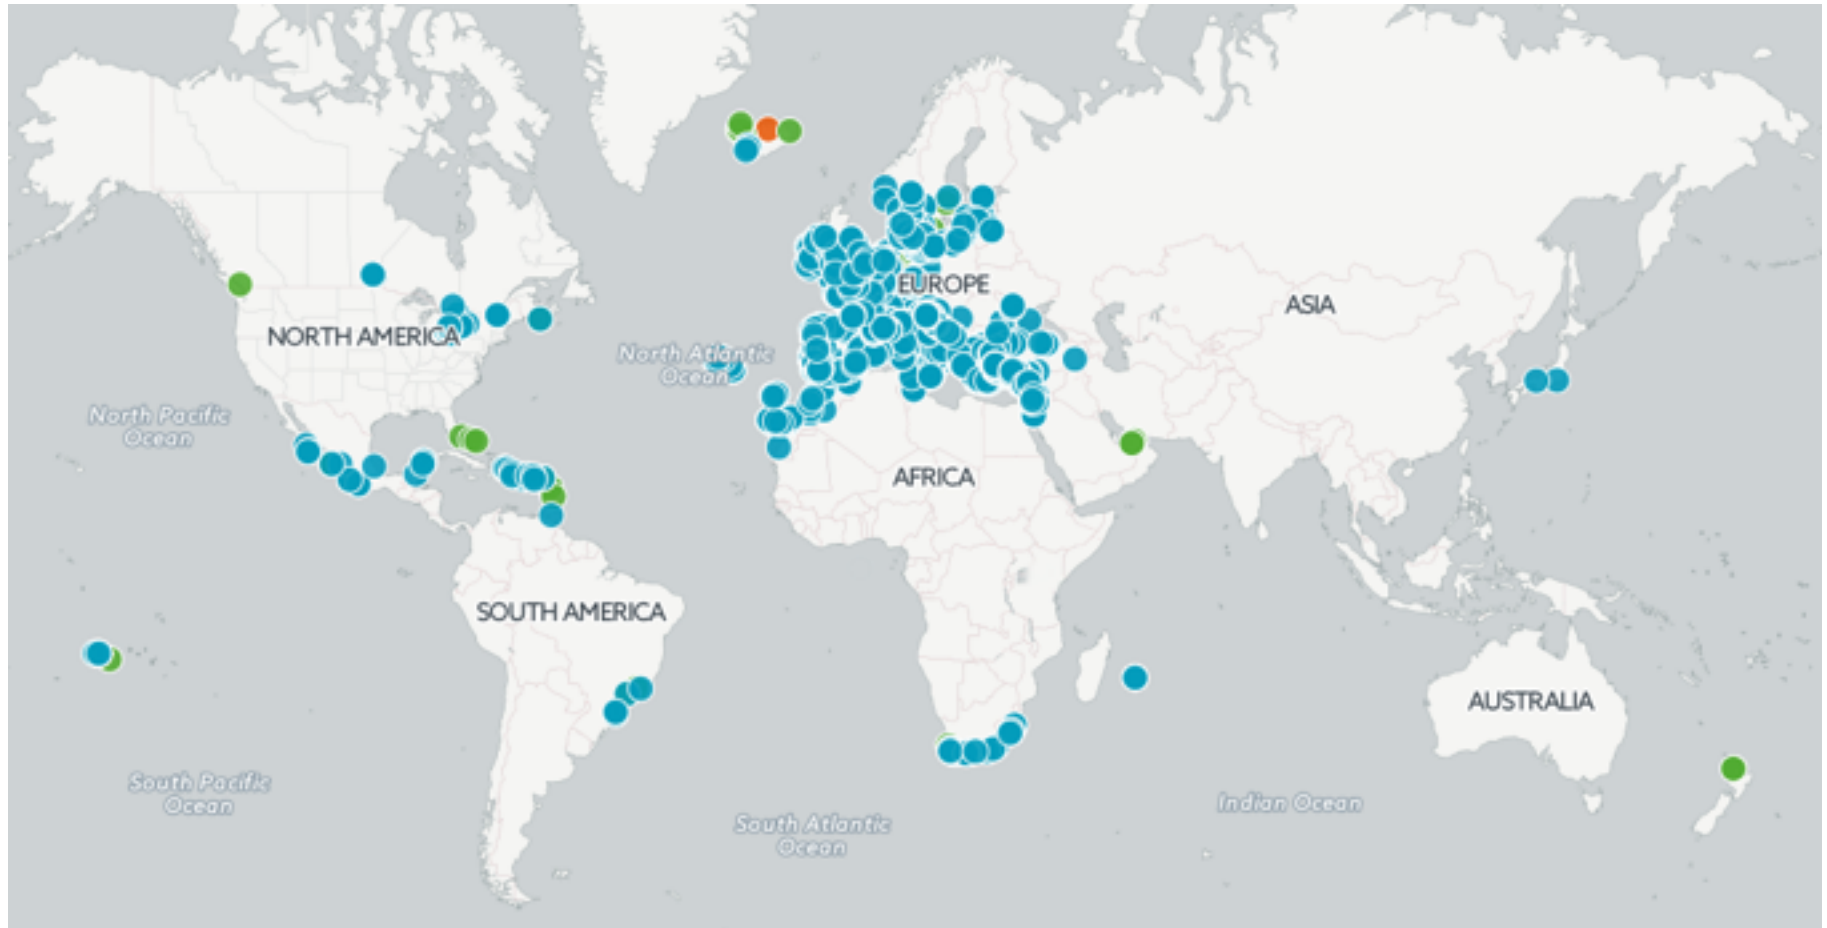 EUROPE
ASIA
NORTH AMERICA
North Atlantic
Ocean
North Pacific
Ocean
AFRICA
SOUTH AMERICA
AUSTRALIA
South Pacific
Ocean
Indian Ocean
South Atlantic
Ocean